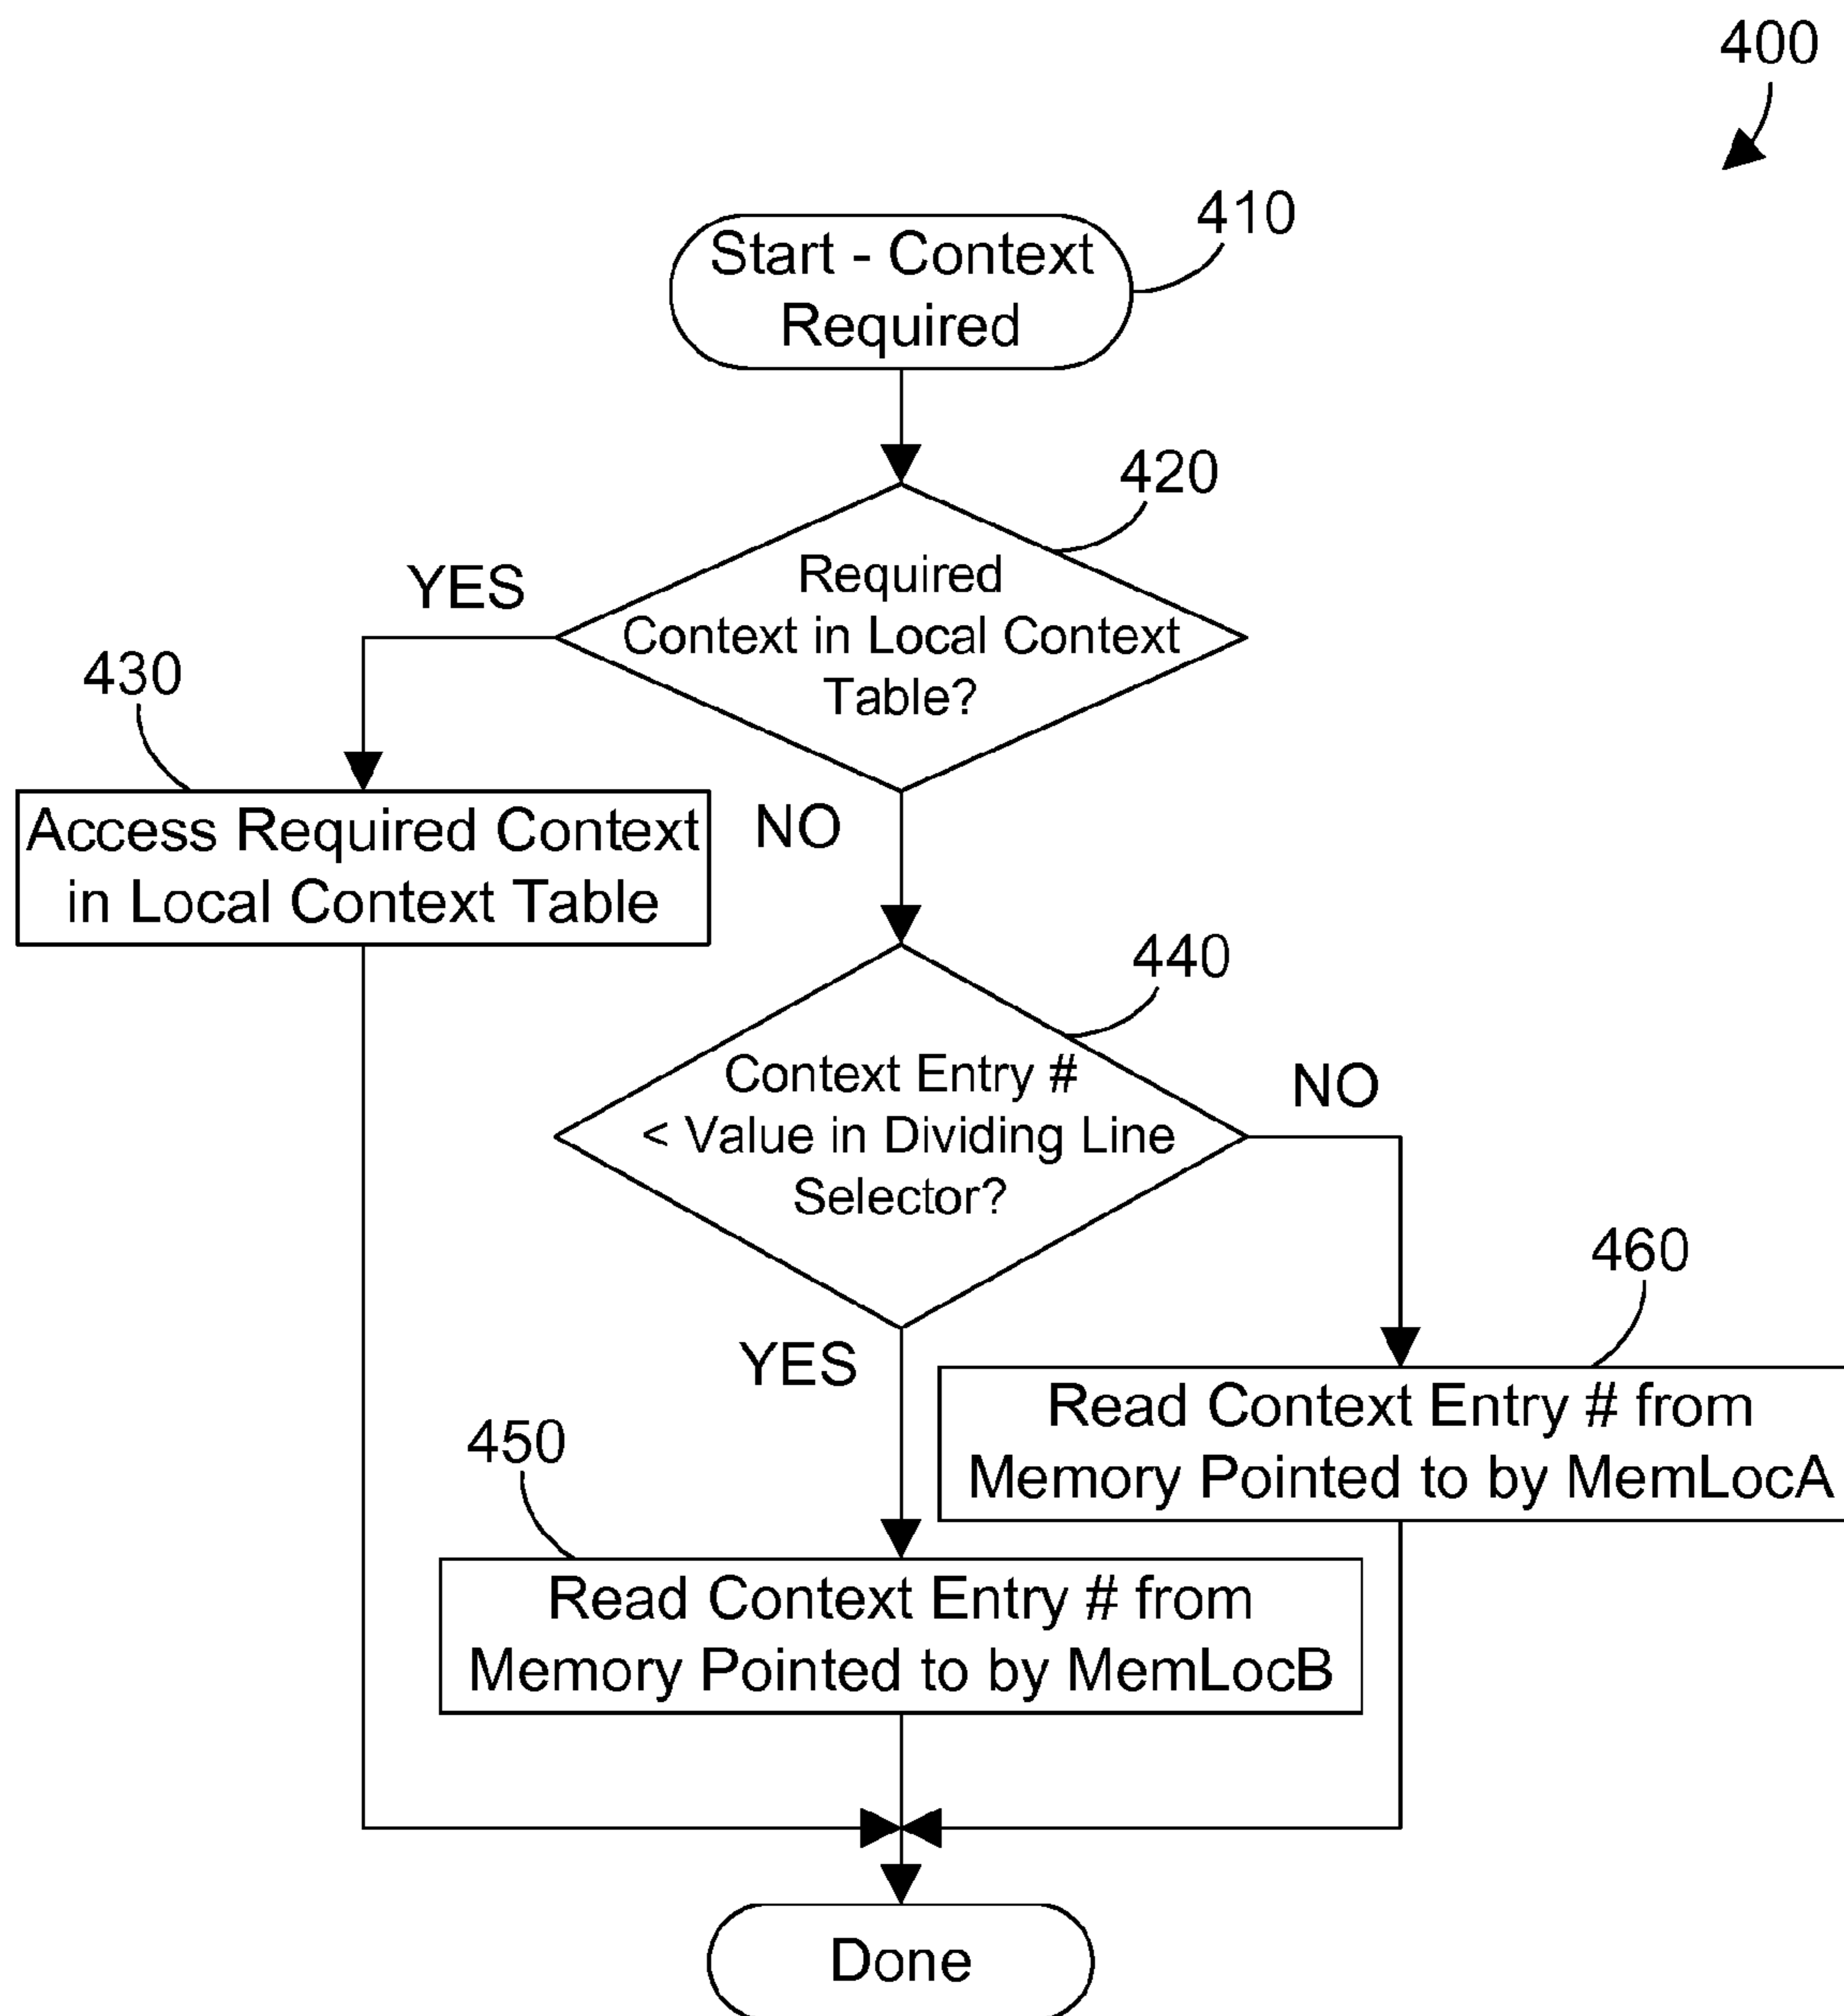 400
410
Start - Context
Required
420
Required
Context in Local Context
Table?
YES
430
Access Required Context
in Local Context Table
NO
440
Context Entry #
< Value in Dividing Line
Selector?
NO
460
YES
Read Context Entry # from
Memory Pointed to by MemLocA
450
Read Context Entry # from
Memory Pointed to by MemLocB
Done